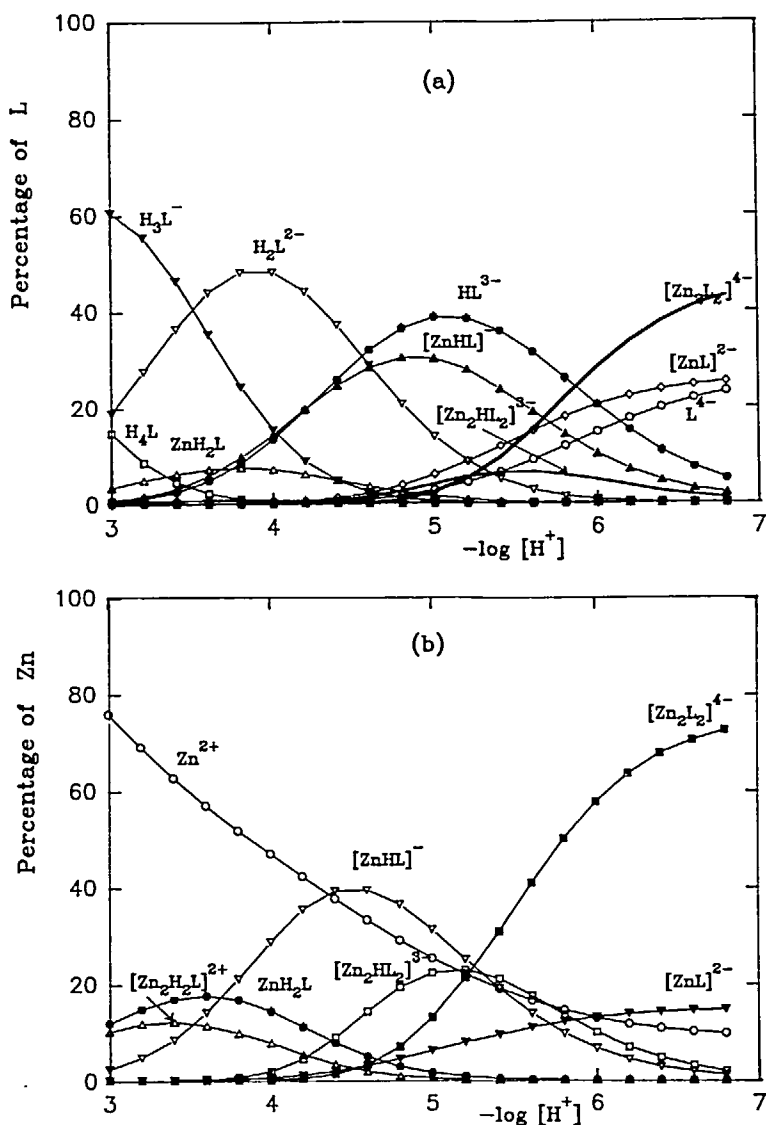 100
(a)
80
Percentage of L
60
H₃L⁻
H₂L²⁻
HL³⁻
[Zn₂L₂]⁴⁻
40
[ZnHL]⁻
[ZnL]²⁻
[Zn₂HL₂]³⁻
L⁴⁻
20
H₄L
ZnH₂L
0
3
4
5
6
7
-log [H⁺]
100
(b)
80
Percentage of Zn
[Zn₂L₂]⁴⁻
Zn²⁺
60
[ZnHL]⁻
40
[Zn₂HL₂]³⁻
[Zn₂H₂L]²⁺
ZnH₂L
[ZnL]²⁻
20
0
3
4
5
6
7
-log [H⁺]